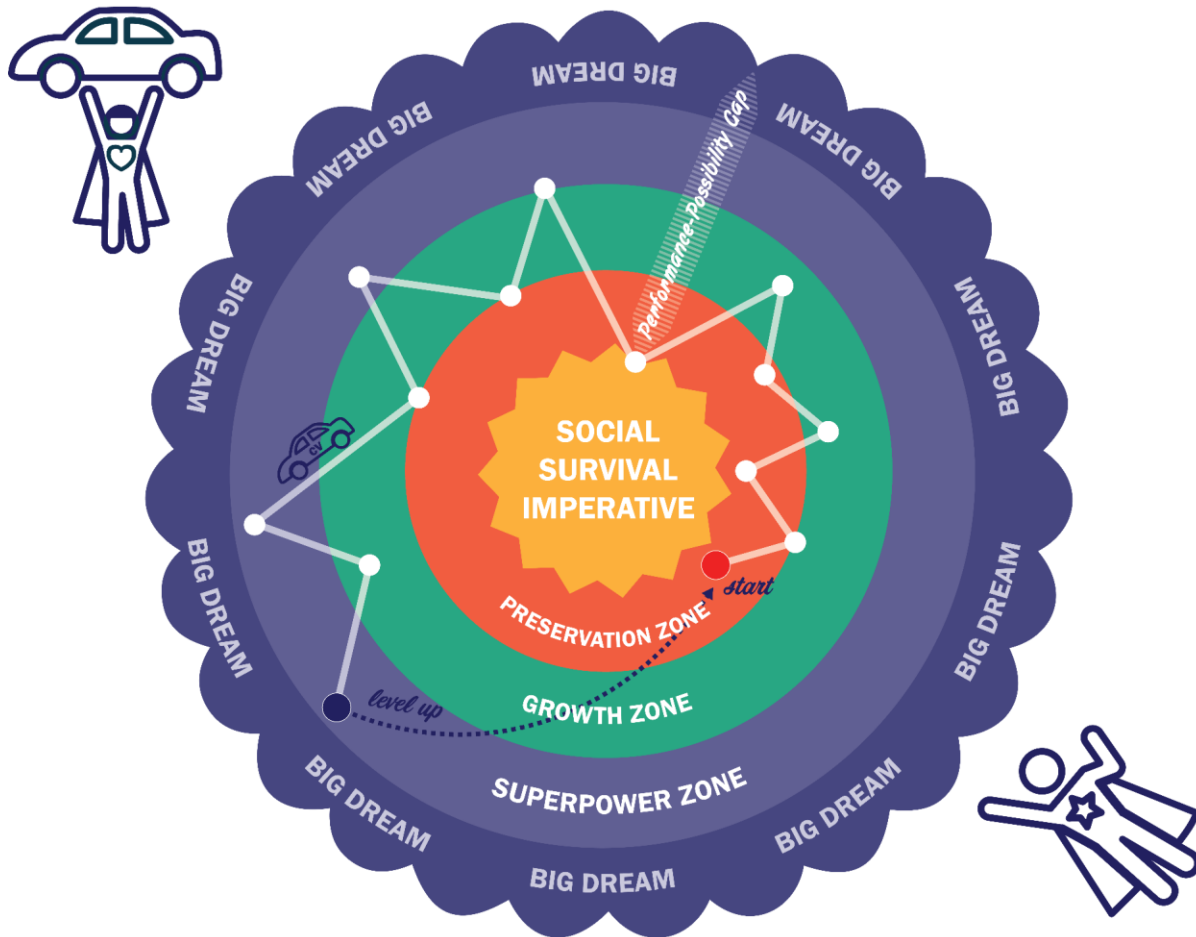 BIG DREAM
BIG DREAM
BIG DREAM
Performance-Possibility Gap
BIG DREAM
BIG DREAM
CV
SOCIAL
SURVIVAL
IMPERATIVE
start
BIG DREAM
BIG DREAM
PRESERVATION ZONE
level up
GROWTH ZONE
SUPERPOWER ZONE
BIG DREAM
BIG DREAM
BIG DREAM